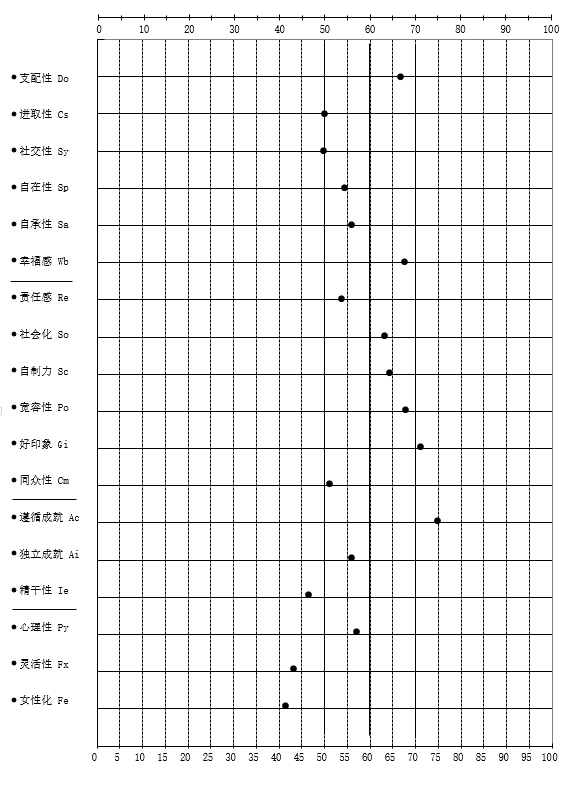 0 10 20 30 40 50 60 70 80 90 100
● 支配性 Do
● 进取性 Cs
● 社交性 Sy
● 自在性 Sp
● 自承性 Sa
● 幸福感 Wb
● 责任感 Re
● 社会化 So
● 自制力 Sc
● 宽容性 Po
● 好印象 Gi
● 同众性 Cm
● 遵循成就 Ac
● 独立成就 Ai
● 精干性 Ie
● 心理性 Py
● 灵活性 Fx
● 女性化 Fe
0 5 10 15 20 25 30 35 40 45 50 55 60 65 70 75 80 85 90 95 100